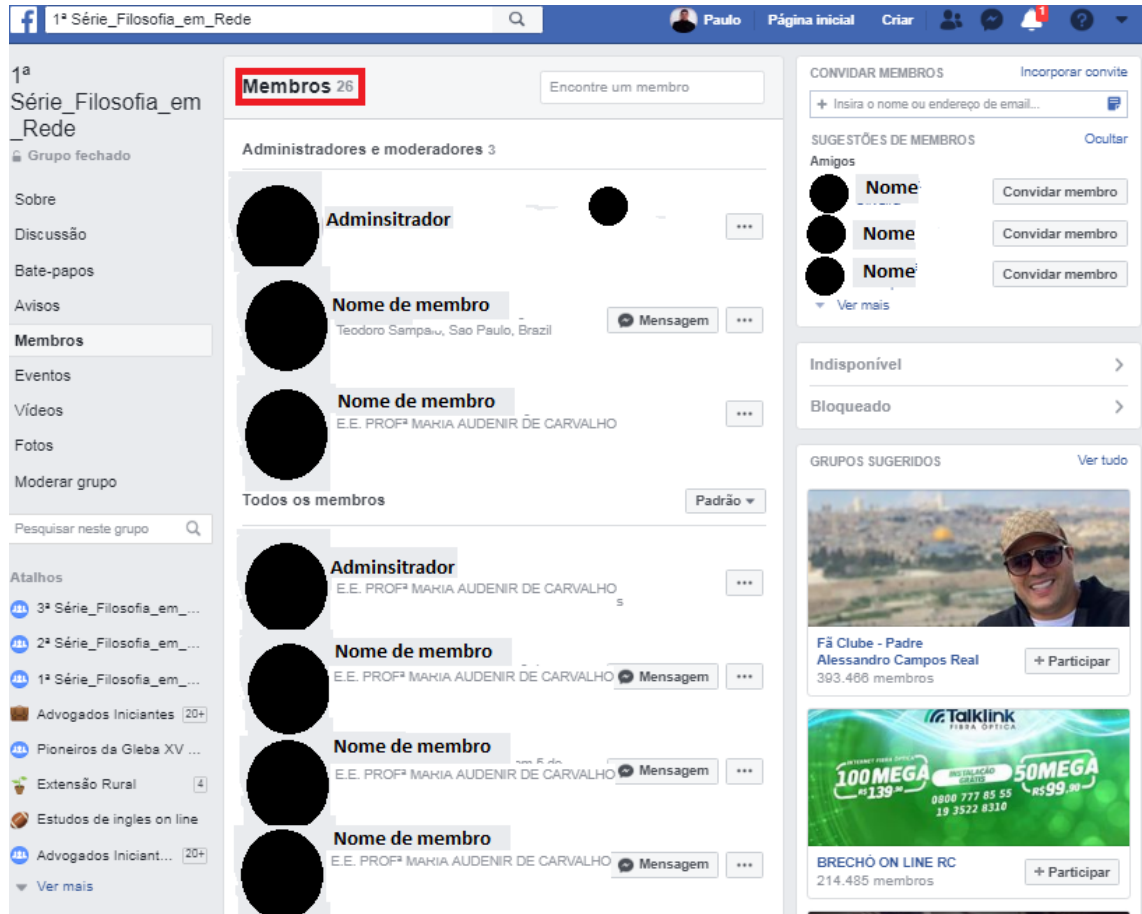 1ª Série_Filosofia_em_Rede
Paulo
Página inicial
Criar
1
1ª
Série_Filosofia_em
_Rede
Grupo fechado
Sobre
Discussão
Bate-papos
Avisos
Membros
Eventos
Vídeos
Fotos
Moderar grupo
Pesquisar neste grupo
Atalhos
3ª Série_Filosofia_em_...
2ª Série_Filosofia_em_...
1ª Série_Filosofia_em_...
Advogados Iniciantes 20+
Pioneiros da Gleba XV ...
Extensão Rural 4
Estudos de ingles on line
Advogados Iniciant... 20+
Ver mais
Membros 26
Encontre um membro
Administradores e moderadores 3
Adminsitrador
Nome de membro
Teodoro Sampaio, Sao Paulo, Brazil
Mensagem
Nome de membro
E.E. PROFª MARIA AUDENIR DE CARVALHO
Todos os membros
Padrão
Adminsitrador
E.E. PROFª MARIA AUDENIR DE CARVALHO
s
Nome de membro
E.E. PROFª MARIA AUDENIR DE CARVALHO
Mensagem
Nome de membro
E.E. PROFª MARIA AUDENIR DE CARVALHO
Mensagem
Nome de membro
E.E. PROFª MARIA AUDENIR DE CARVALHO
Mensagem
CONVIDAR MEMBROS
Incorporar convite
+ Insira o nome ou endereço de email...
SUGESTÕES DE MEMBROS
Ocultar
Amigos
Nome
Convidar membro
Nome
Convidar membro
Nome
Convidar membro
Ver mais
Indisponível
Bloqueado
GRUPOS SUGERIDOS
Ver tudo
Fã Clube - Padre
Alessandro Campos Real
393.466 membros
+ Participar
Talklink
FIBRA ÓPTICA
INTERNET FIBRA ÓPTICA
100 MEGA
R$139,90
INSTALAÇÃO
GRÁTIS
50MEGA
R$99,90
0800 777 85 55
19 3522 8310
BRECHÓ ON LINE RC
214.485 membros
+ Participar